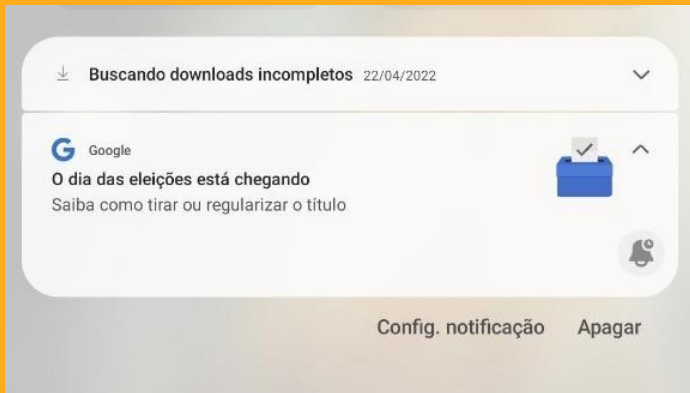 Buscando downloads incompletos 22/04/2022
Google
O dia das eleições está chegando
Saiba como tirar ou regularizar o título
Config. notificação Apagar